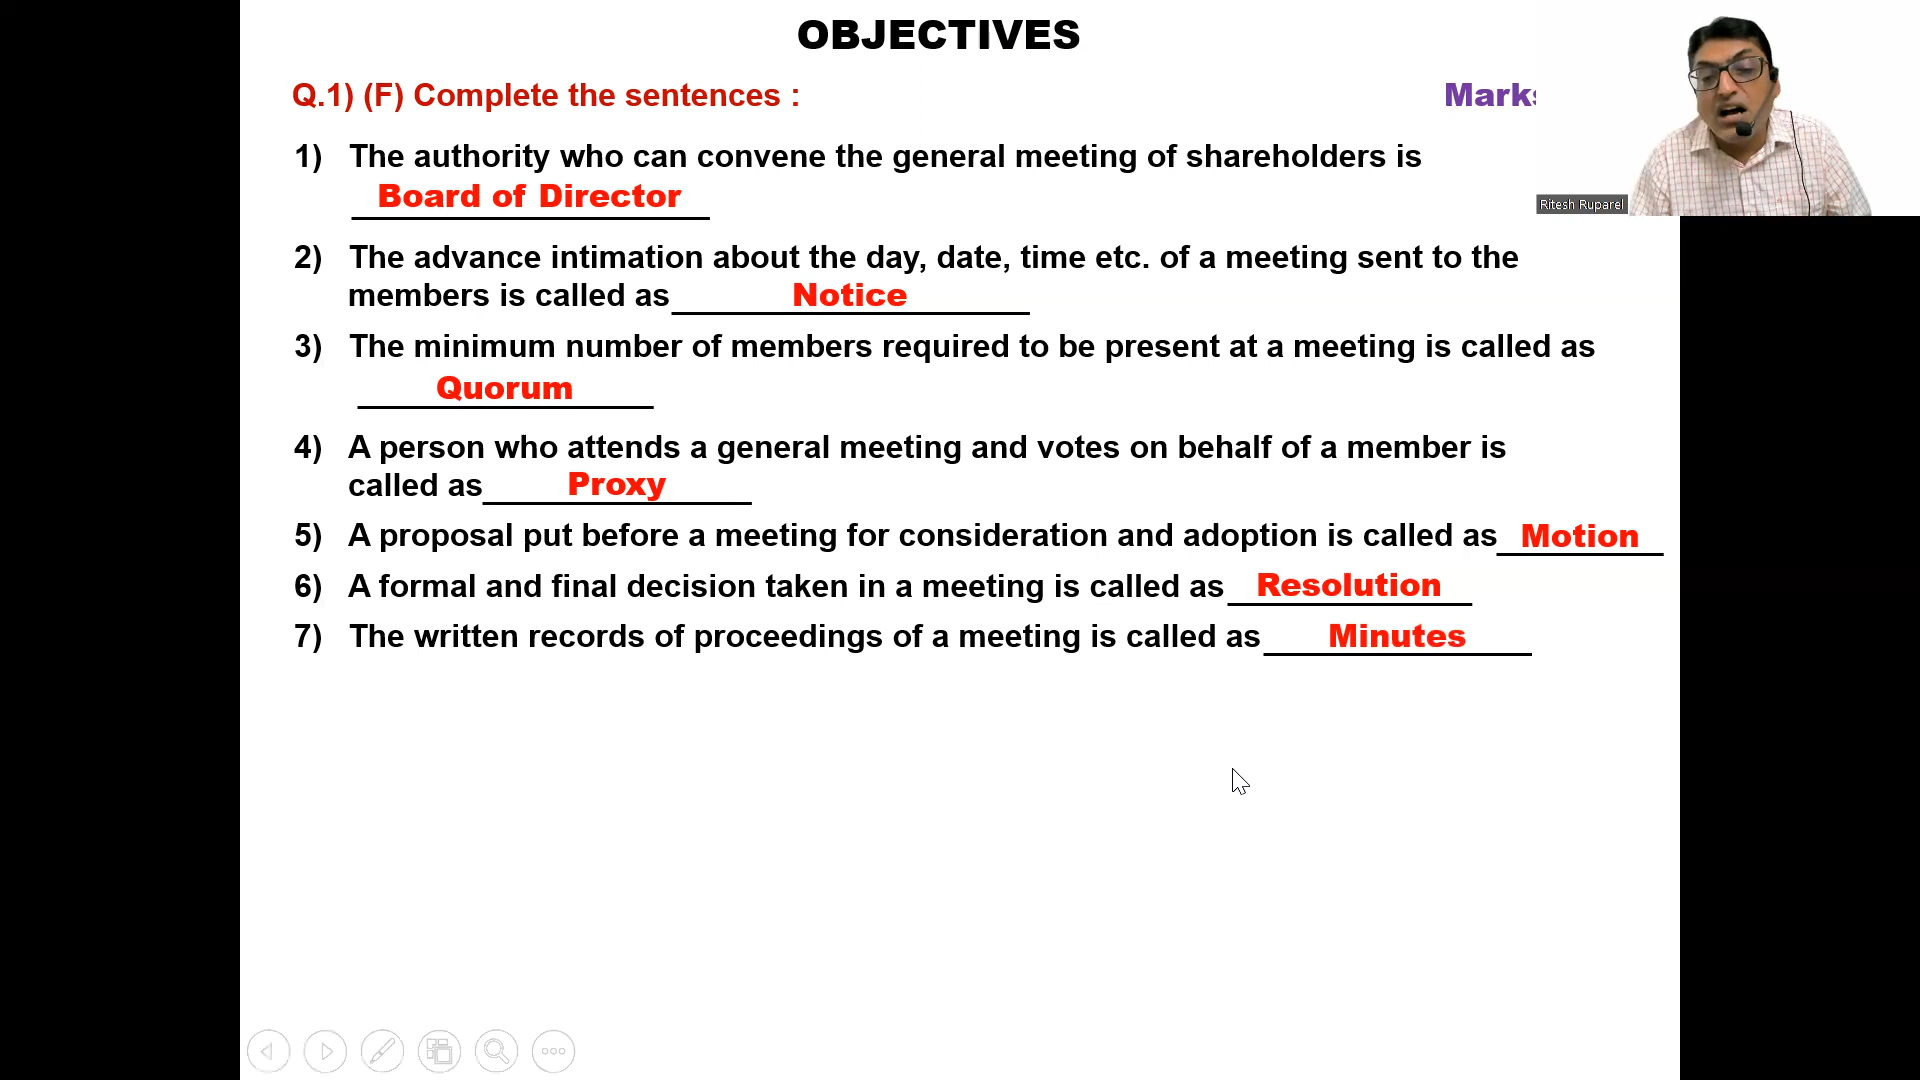 OBJECTIVES
Q.1) (F) Complete the sentences :
Marks
1) The authority who can convene the general meeting of shareholders is
Board of Director
2) The advance intimation about the day, date, time etc. of a meeting sent to the
members is called as Notice
3) The minimum number of members required to be present at a meeting is called as
Quorum
4) A person who attends a general meeting and votes on behalf of a member is
called as Proxy
5) A proposal put before a meeting for consideration and adoption is called as Motion
6) A formal and final decision taken in a meeting is called as Resolution
7) The written records of proceedings of a meeting is called as Minutes
Ritesh Ruparel